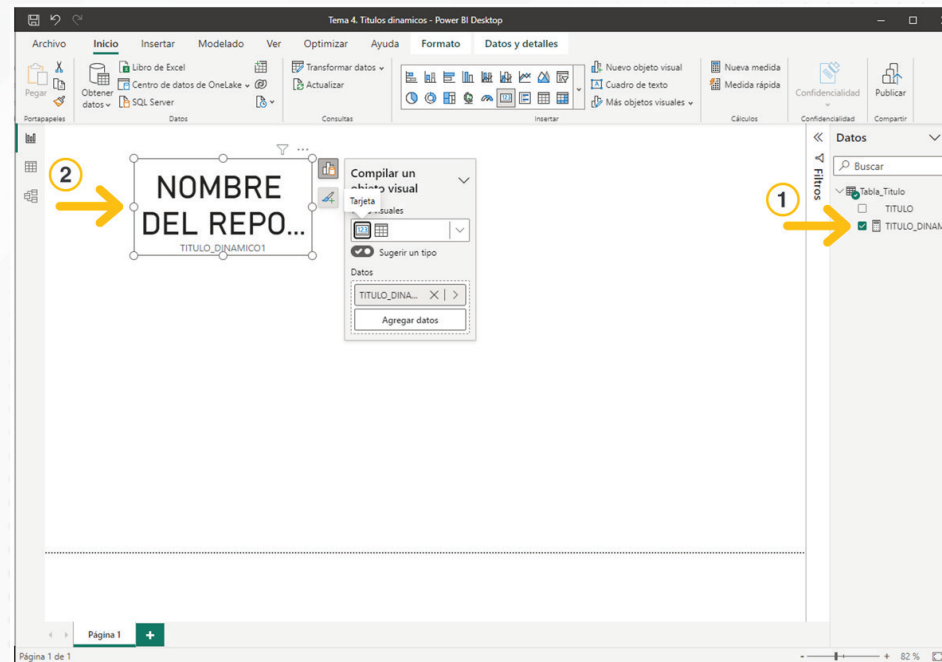 Tema 4. Titulos dinamicos - Power BI Desktop
Archivo Inicio Insertar Modelado Ver Optimizar Ayuda Formato Datos y detalles
Pegar
Portapapeles
Obtener datos
Libro de Excel
Centro de datos de OneLake
SQL Server
Datos
Transformar datos
Actualizar
Consultas
Nuevo objeto visual
Cuadro de texto
Más objetos visuales
Insertar
Nueva medida
Medida rápida
Cálculos
Confidencialidad
Confidencialidad
Publicar
Compartir
2
NOMBRE
DEL REPO...
TITULO_DINAMICO1
Compilar un
objeto visual
Tarjeta
123
Sugerir un tipo
Datos
TITULO_DINA...
Agregar datos
Filtros
Datos
Buscar
1
Tabla_Titulo
TITULO
TITULO_DINAM
Página 1
+
Página 1 de 1
- + 82 %